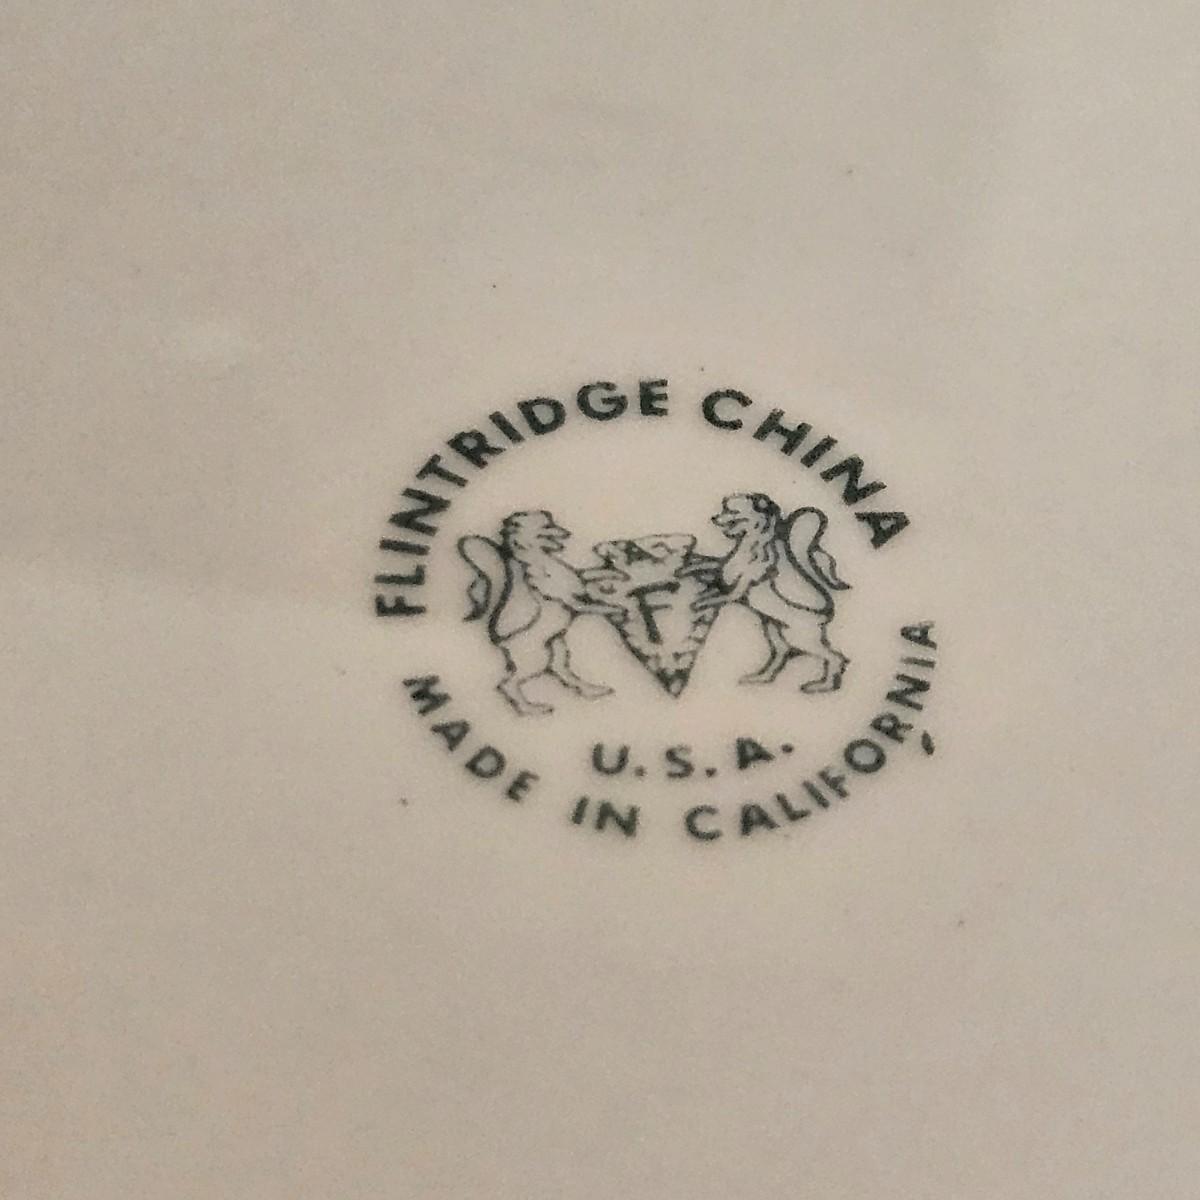 FLINTRIDGE CHINA
F
U.S.A.
MADE IN CALIFORNIA